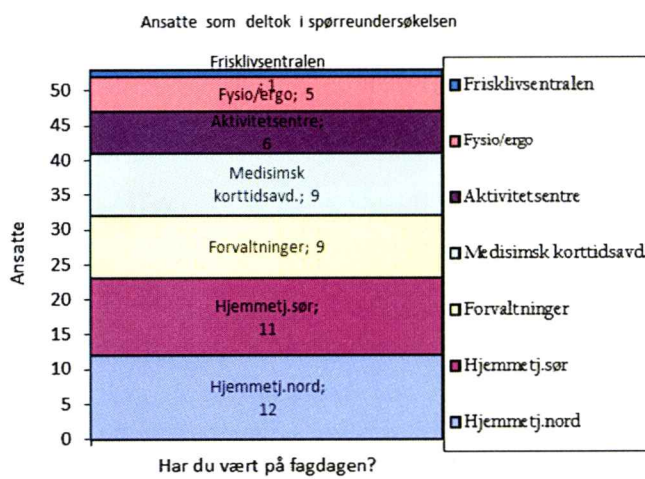 Ansatte som deltok i spørreundersøkelsen
Frisklivsentralen
; 1
Fysio/ergo; 5
Aktivitetsentre;
6
Medisimsk
korttidsavd.; 9
Forvaltninger; 9
Hjemmetj.sør;
11
Hjemmetj.nord;
12
50
45
40
35
30
25
20
15
10
5
0
Ansatte
Har du vært på fagdagen?
Frisklivsentralen
Fysio/ergo
Aktivitetsentre
Medisimsk korttidsavd.
Forvaltninger
Hjemmetj.sør
Hjemmetj.nord